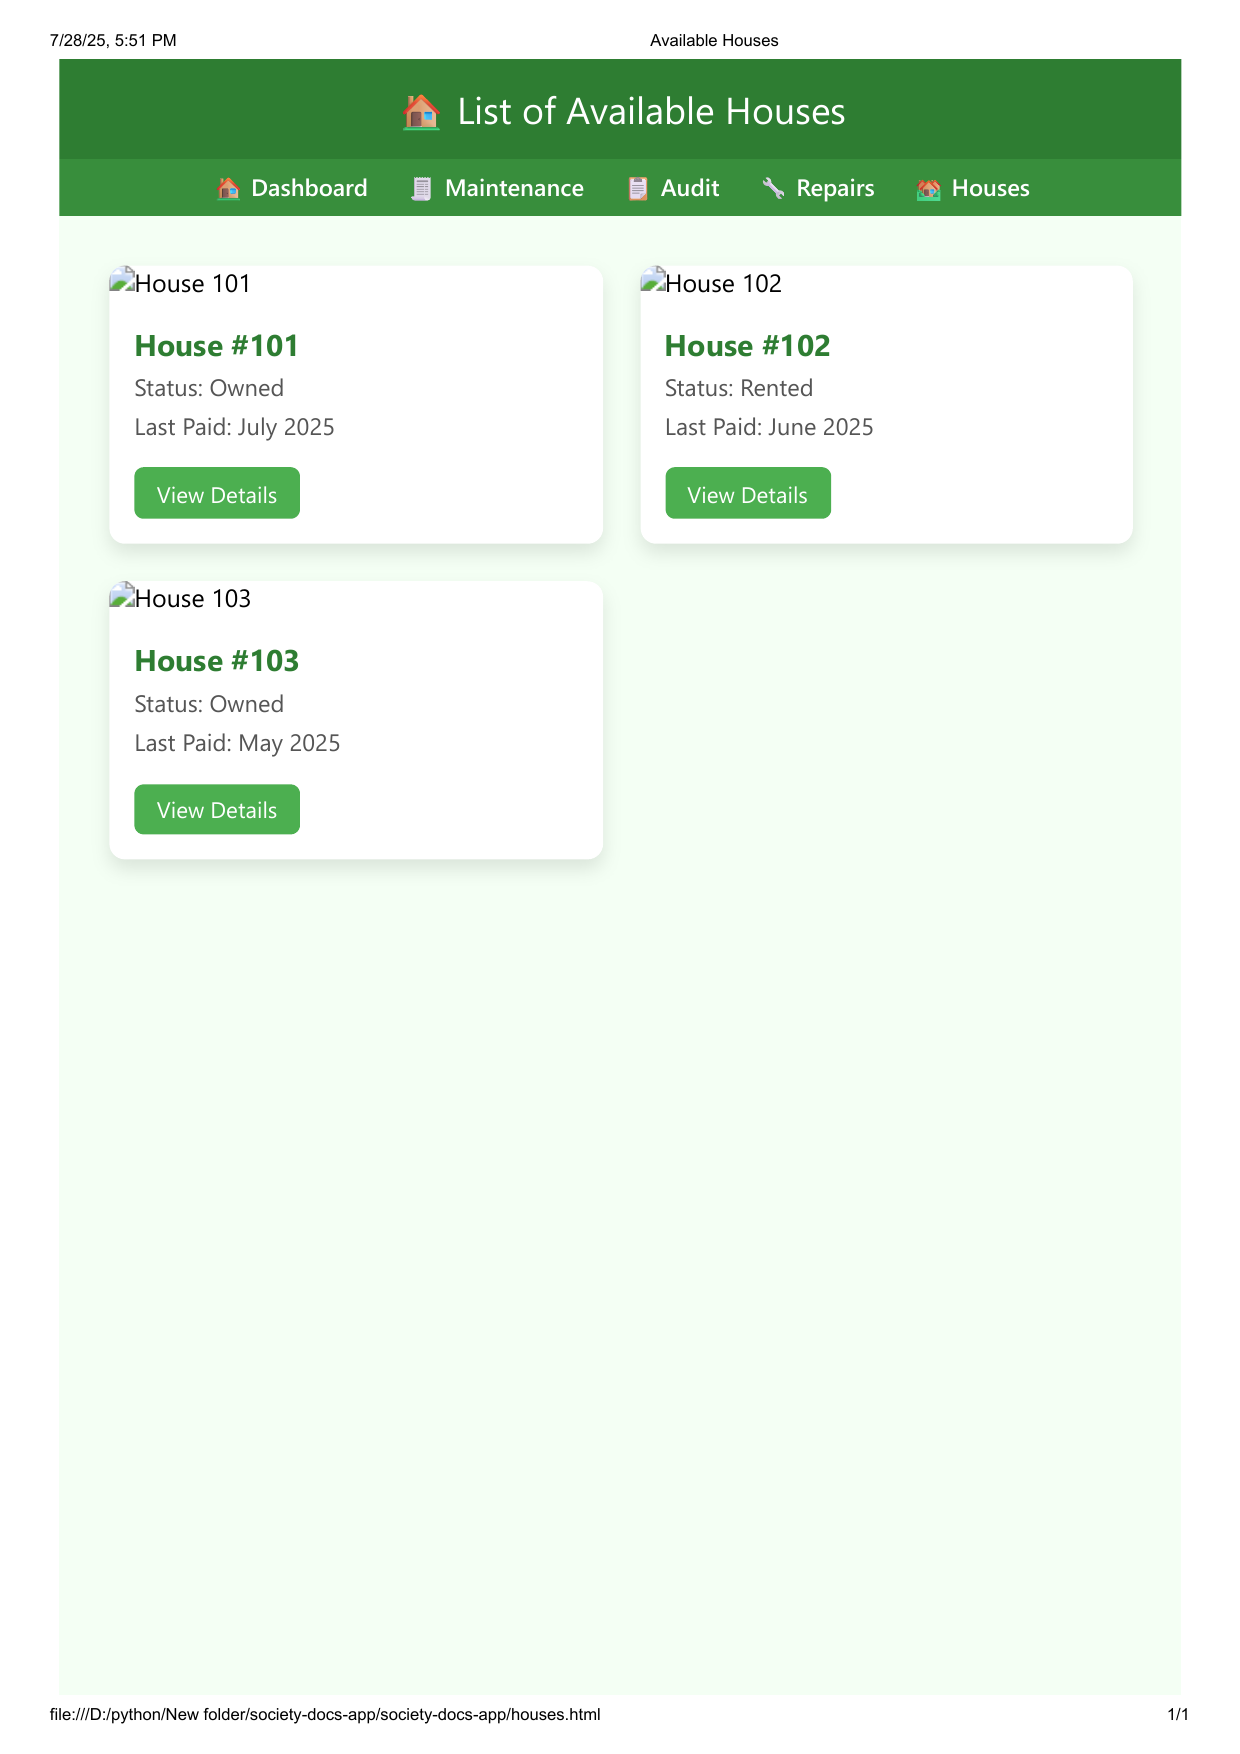 7/28/25, 5:51 PM Available Houses
🏠 List of Available Houses
🏠 Dashboard 🧾 Maintenance 📋 Audit 🔧 Repairs 🏘️ Houses
House 101 House 102
House #101 House #102
Status: Owned Status: Rented
Last Paid: July 2025 Last Paid: June 2025
View Details View Details
House 103
House #103
Status: Owned
Last Paid: May 2025
View Details
file:///D:/python/New folder/society-docs-app/society-docs-app/houses.html 1/1